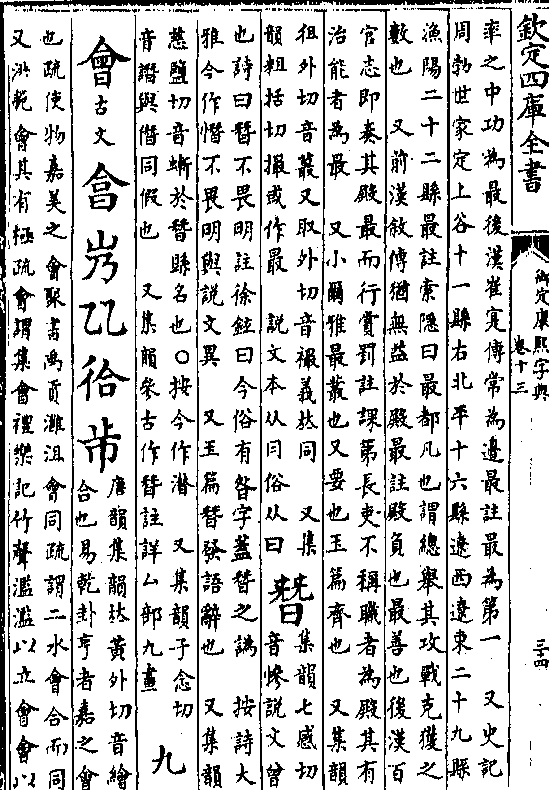 欽定四庫全書
御定康熙字典
卷十三
三四
率之中功為最後漢崔寔傳常為邊最註最為第一 又史記
周勃世家定上谷十一縣右北平十六縣遼西遼東二十九縣
漁陽二十二縣最註索隱曰最都凡也謂總舉其攻戰克獲之
數也 又前漢敘傳猶無益於殿最註殿負也最善也後漢百
官志即奏其殿最而行賞罰註課第長吏不稱職者為殿其有
治能者為最 又小爾雅最叢也又要也玉篇齊也 又集韻
徂外切音蕞又取外切音襊義𠀤同 又集
韻粗括切撮或作最 說文本从冃俗从曰 朁 集韻七感切
音慘說文曾
也詩曰朁不畏明註徐鉉曰今俗有昝字蓋朁之譌 按詩大
雅今作憯不畏明與說文異 又玉篇朁發語辭也 又集韻
慈鹽切音蚺於朁縣名也○按今作潛 又集韻子念切
音譖與僭同假也 又集韻參古作朁註詳厶部九畫 九
會 古文 㑹 𡴽 㞧 㣛 𣥍 唐韻集韻𠀤黃外切音繪
合也易乾卦亨者嘉之會
也疏使物嘉美之會聚書禹貢灉沮會同疏謂二水會合而同
又洪範會其有極疏會謂集會禮樂記竹聲濫濫以立會會以